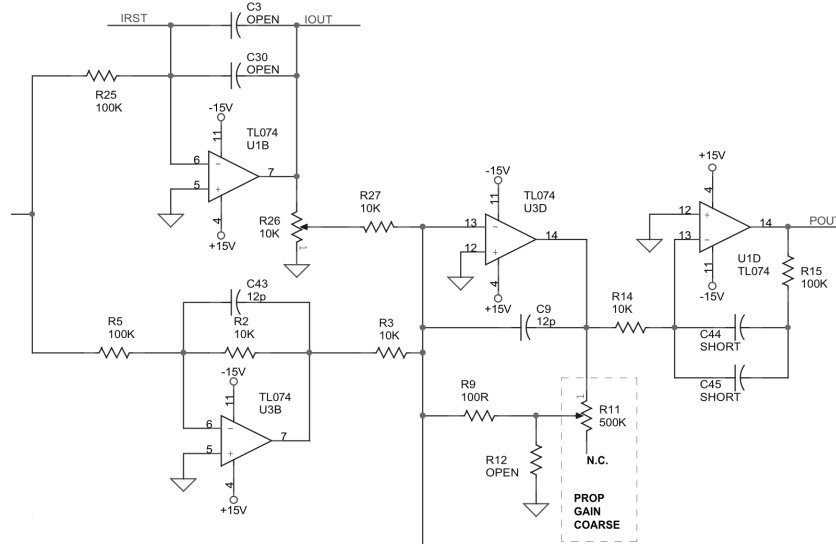 IRST
C3
OPEN
IOUT
C30
OPEN
R25
100K
-15V
11
TL074
U1B
6
-
7
5
+
4
+15V
R26
10K
1
R27
10K
-15V
11
TL074
U3D
13
-
14
12
+
4
+15V
+15V
4
12
+
14
13
-
11
-15V
U1D
TL074
POUT
R15
100K
C43
12p
R5
100K
R2
10K
R3
10K
C9
12p
R14
10K
C44
SHORT
C45
SHORT
-15V
11
TL074
U3B
6
-
7
5
+
4
+15V
R9
100R
1
R11
500K
R12
OPEN
N.C.
PROP
GAIN
COARSE